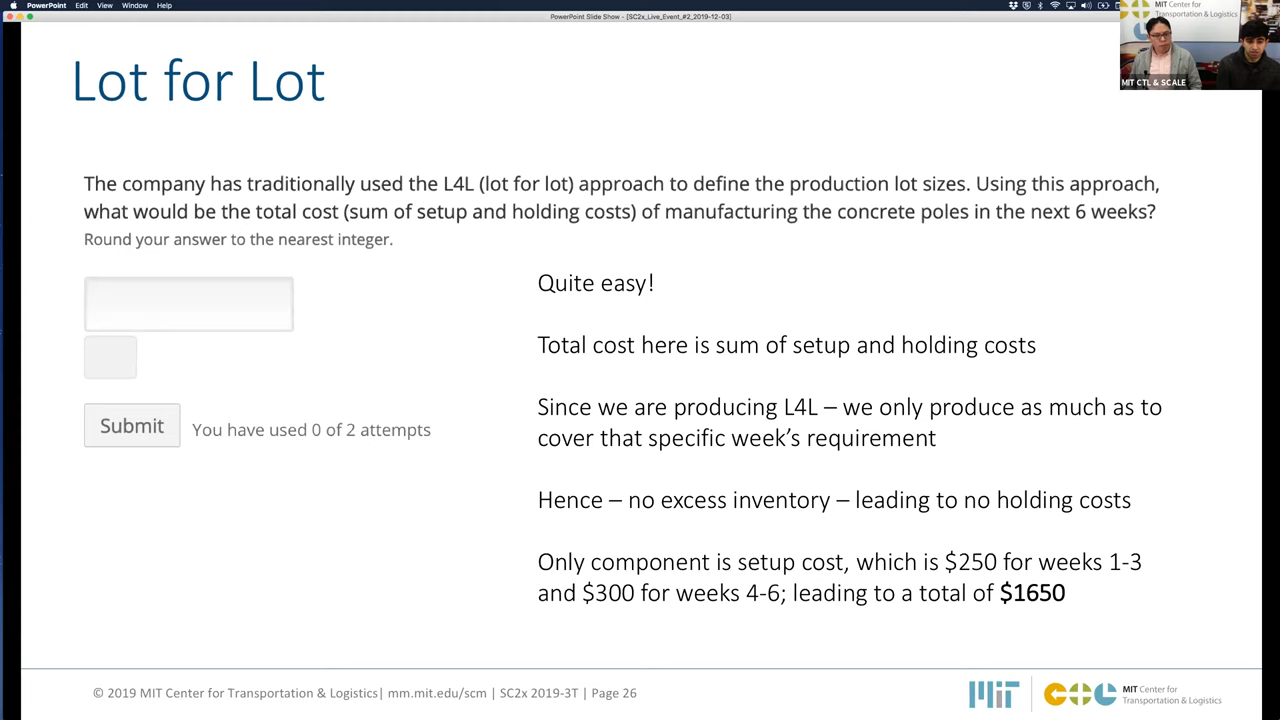 PowerPoint Edit View Window Help
PowerPoint Slide Show - [SC2x_Live_Event_#2_2019-12-03]
MIT Center for
Transportation & Logistics
MIT CTL & SCALE
Lot for Lot
The company has traditionally used the L4L (lot for lot) approach to define the production lot sizes. Using this approach,
what would be the total cost (sum of setup and holding costs) of manufacturing the concrete poles in the next 6 weeks?
Round your answer to the nearest integer.
Quite easy!
Total cost here is sum of setup and holding costs
Since we are producing L4L – we only produce as much as to
cover that specific week’s requirement
Submit You have used 0 of 2 attempts
Hence – no excess inventory – leading to no holding costs
Only component is setup cost, which is $250 for weeks 1-3
and $300 for weeks 4-6; leading to a total of $1650
© 2019 MIT Center for Transportation & Logistics| mm.mit.edu/scm | SC2x 2019-3T | Page 26
MIT
CTL
MIT Center for
Transportation & Logistics